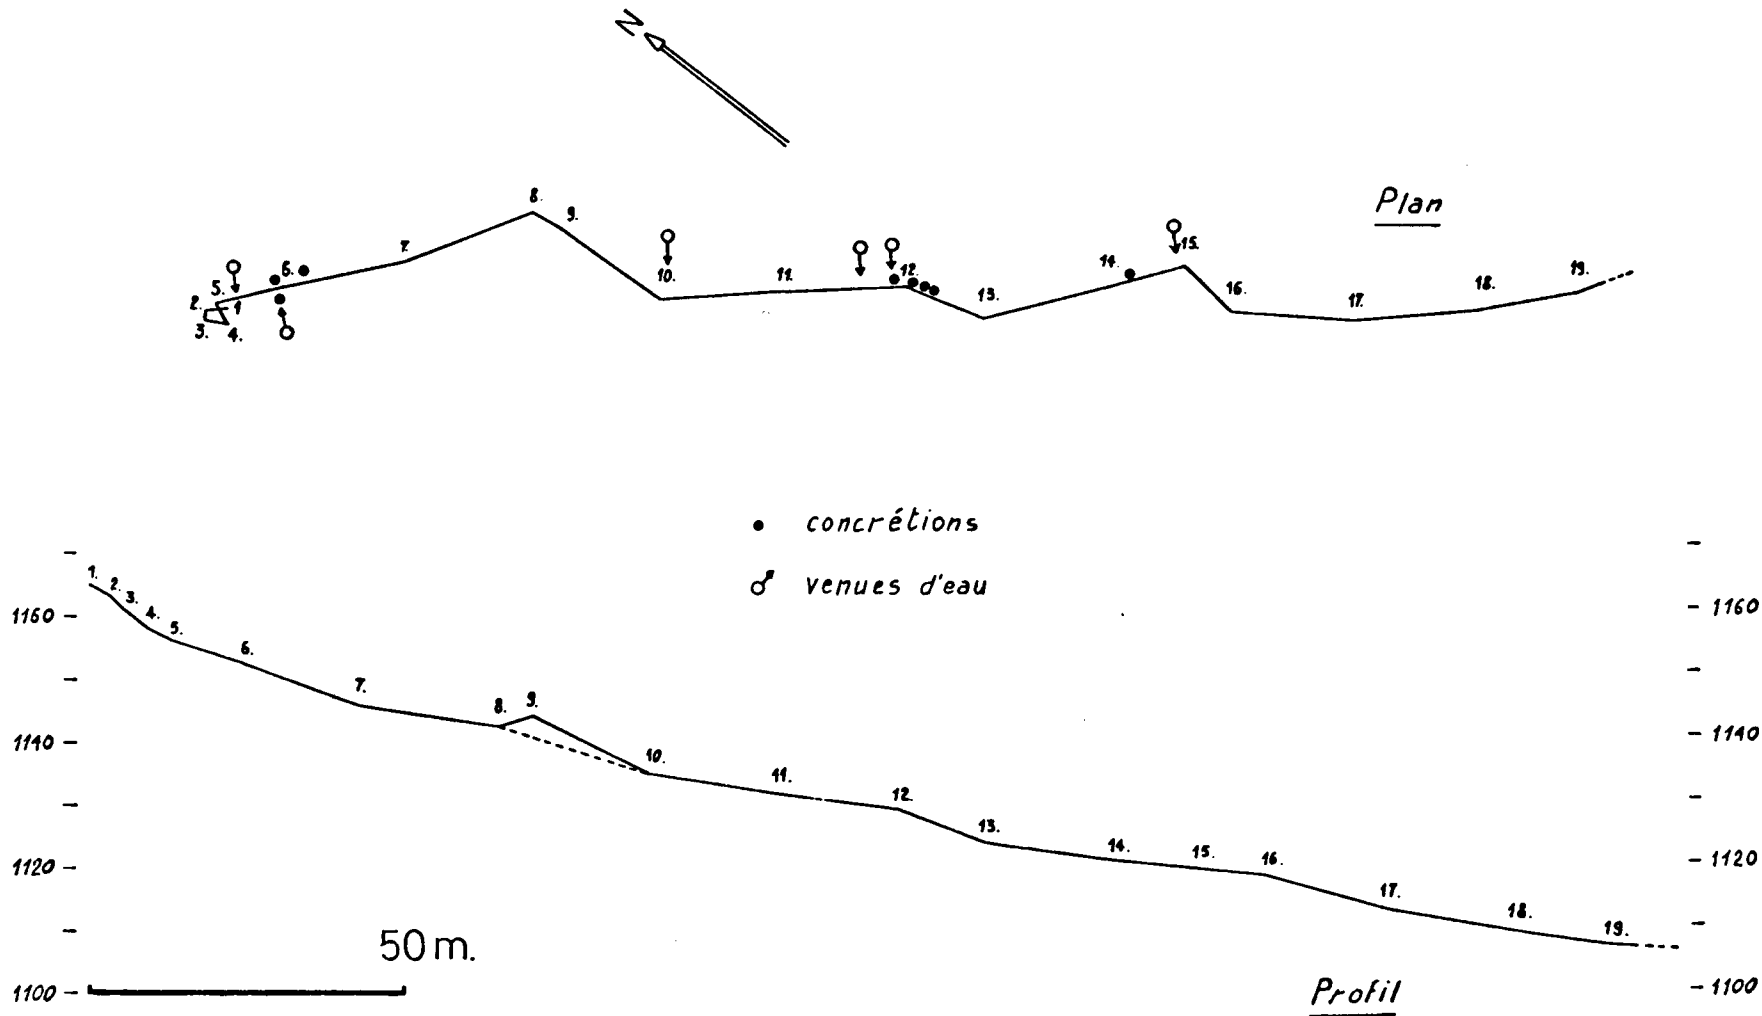 N
Plan
1 2. 3. 4. 5. 6. 7. 8. 9. 10. 11. 12. 13. 14. 15. 16. 17. 18. 19.
concrétions
venues d'eau
1. 2. 3. 4. 5. 6. 7. 8. 9. 10. 11. 12. 13. 14. 15. 16. 17. 18. 19.
1160 1160
1140 1140
1120 1120
50 m.
1100 1100
Profil